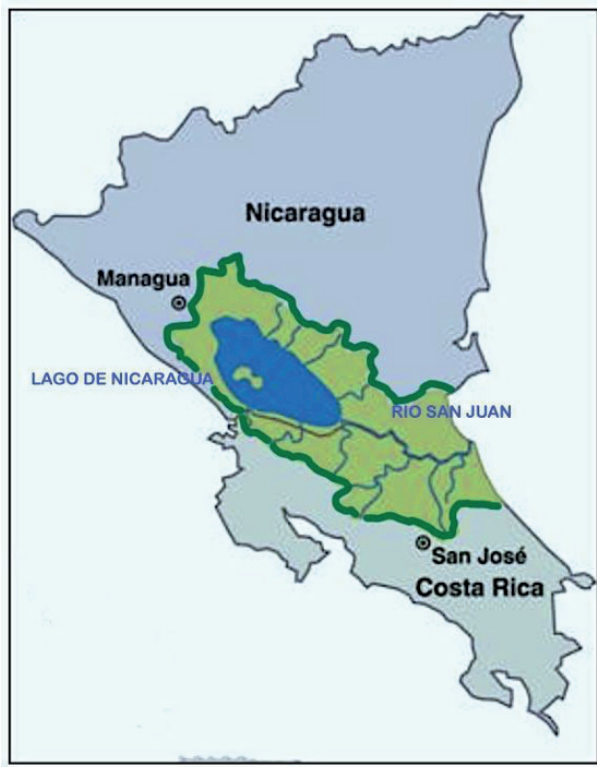 Nicaragua
Managua
LAGO DE NICARAGUA
RIO SAN JUAN
San José
Costa Rica